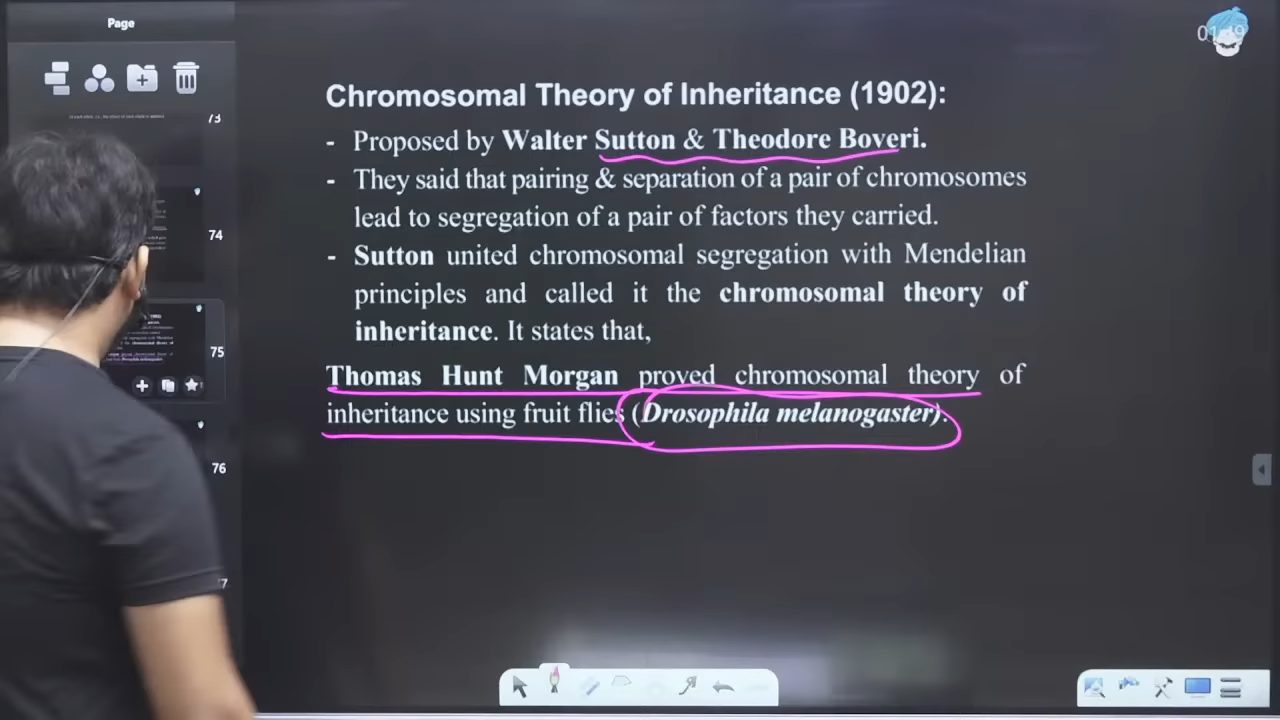 Page
01:49
73
74
75
76
Chromosomal Theory of Inheritance (1902):
- Proposed by Walter Sutton & Theodore Boveri.
- They said that pairing & separation of a pair of chromosomes
lead to segregation of a pair of factors they carried.
- Sutton united chromosomal segregation with Mendelian
principles and called it the chromosomal theory of
inheritance. It states that,
Thomas Hunt Morgan proved chromosomal theory of
inheritance using fruit flies (Drosophila melanogaster).